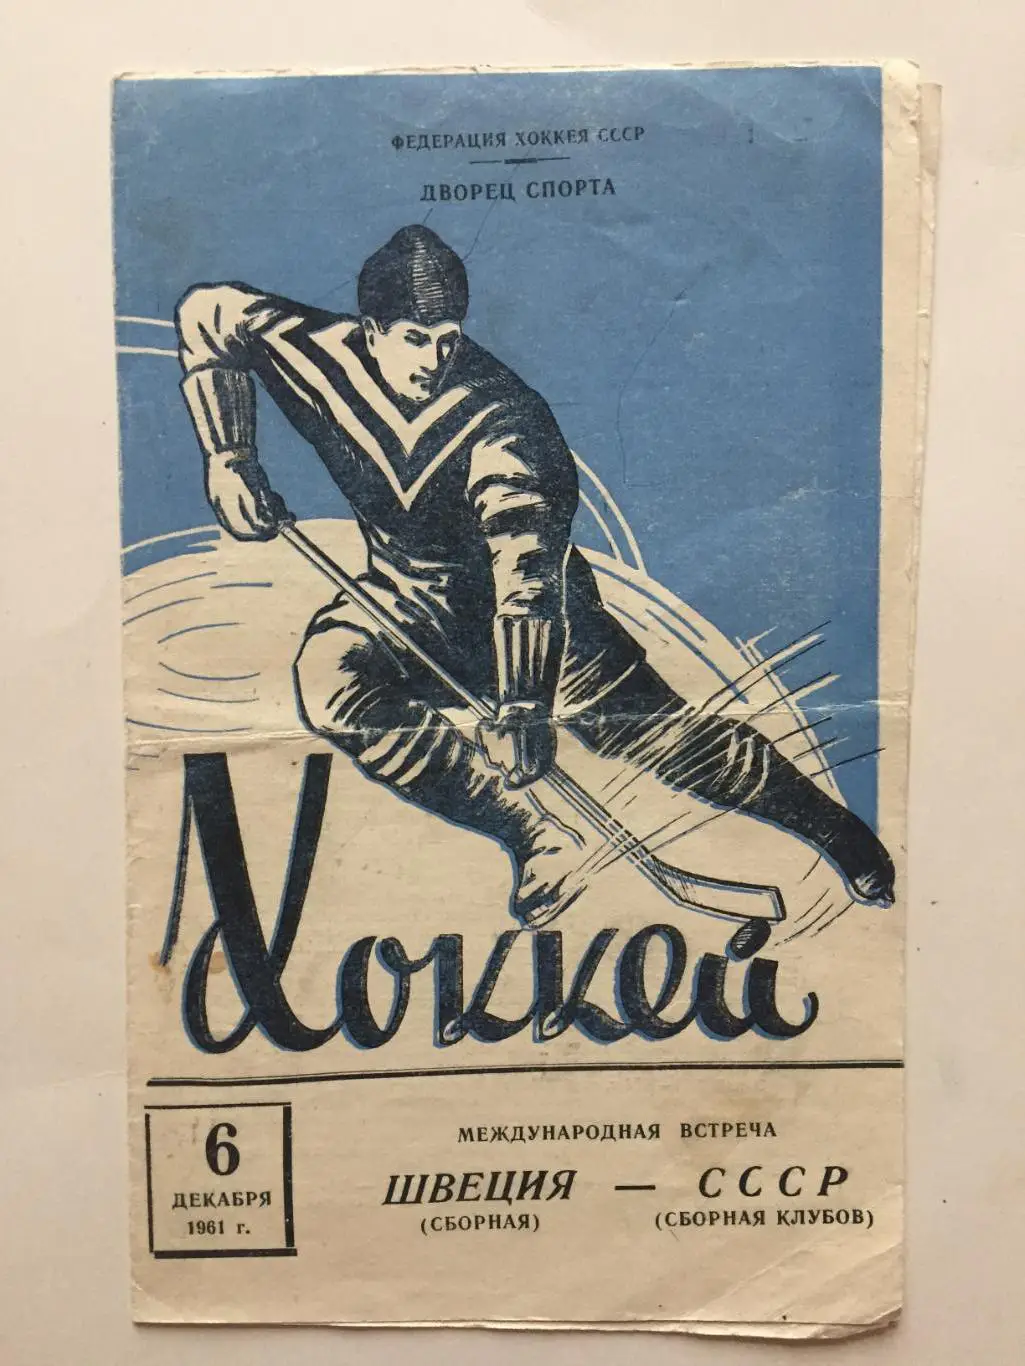 ФЕДЕРАЦИЯ ХОККЕЯ СССР
ДВОРЕЦ СПОРТА
Хоккей
6
ДЕКАБРЯ
1961 г.
МЕЖДУНАРОДНАЯ ВСТРЕЧА
ШВЕЦИЯ — СССР
(СБОРНАЯ) (СБОРНАЯ КЛУБОВ)